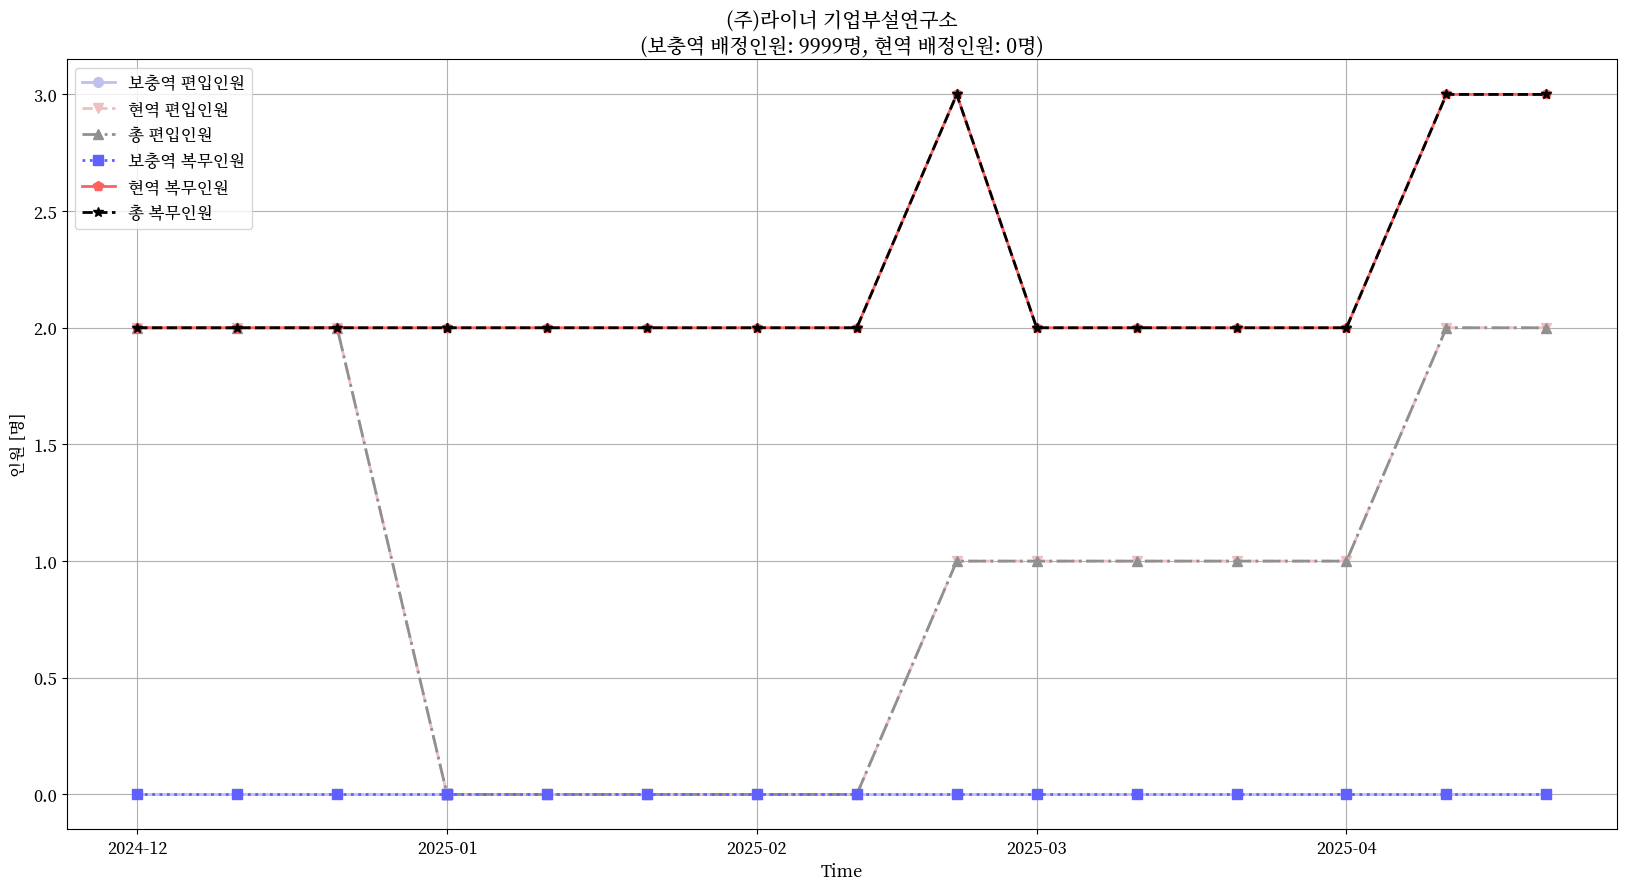 (주)라이너 기업부설연구소
(보충역 배정인원: 9999명, 현역 배정인원: 0명)
보충역 편입인원
현역 편입인원
총 편입인원
보충역 복무인원
현역 복무인원
총 복무인원
3.0
2.5
2.0
1.5
1.0
0.5
0.0
인원 [명]
2024-12
2025-01
2025-02
2025-03
2025-04
Time